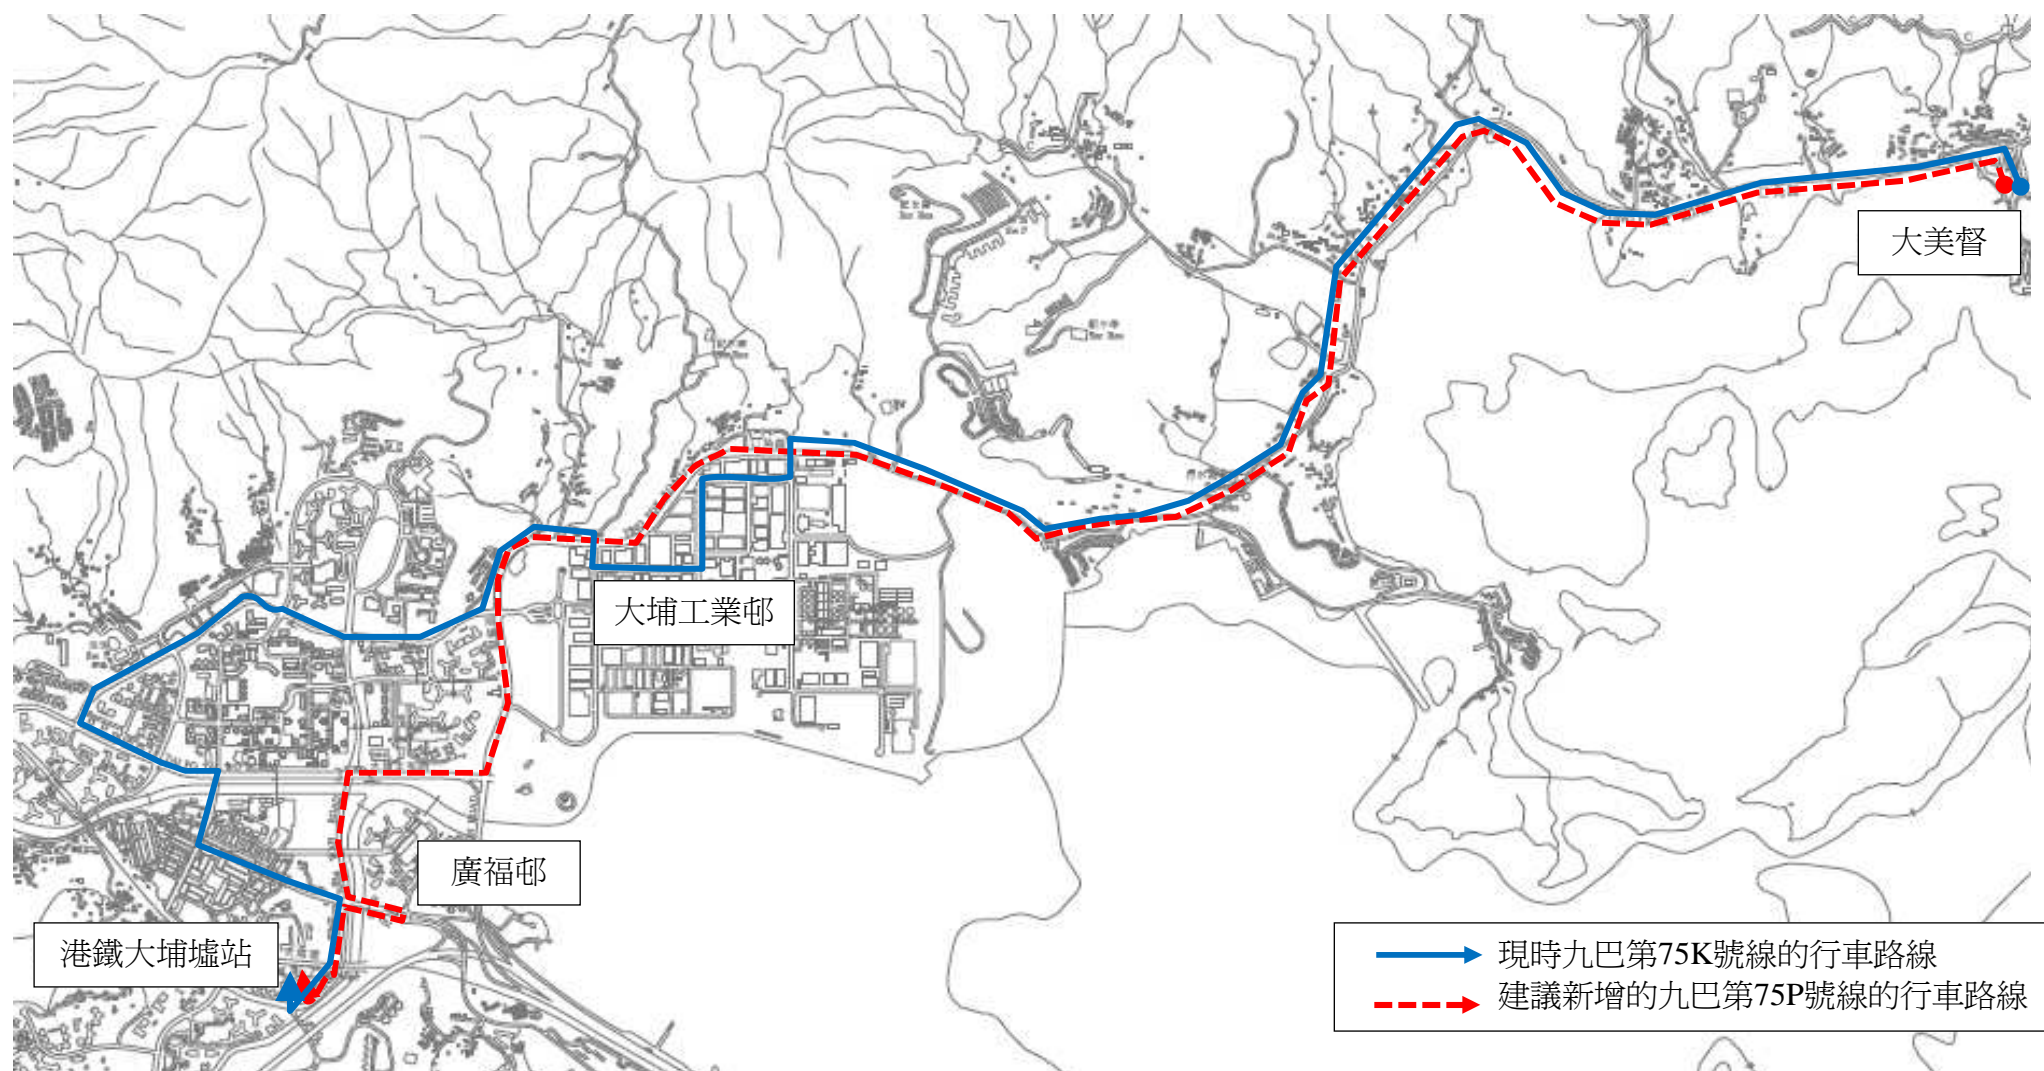 大美督
大埔工業邨
廣福邨
港鐵大埔墟站
現時九巴第75K號線的行車路線
建議新增的九巴第75P號線的行車路線